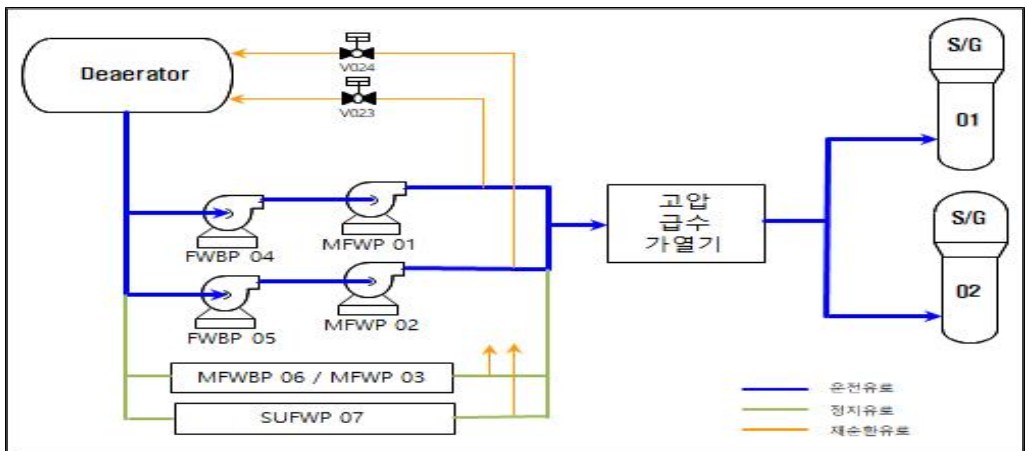 Deaerator
V024
V023
S/G
01
FWBP 04
MFWP 01
고압
급수
가열기
S/G
02
FWBP 05
MFWP 02
MFWBP 06 / MFWP 03
SUFWP 07
운전유로
정지유로
재순환유로